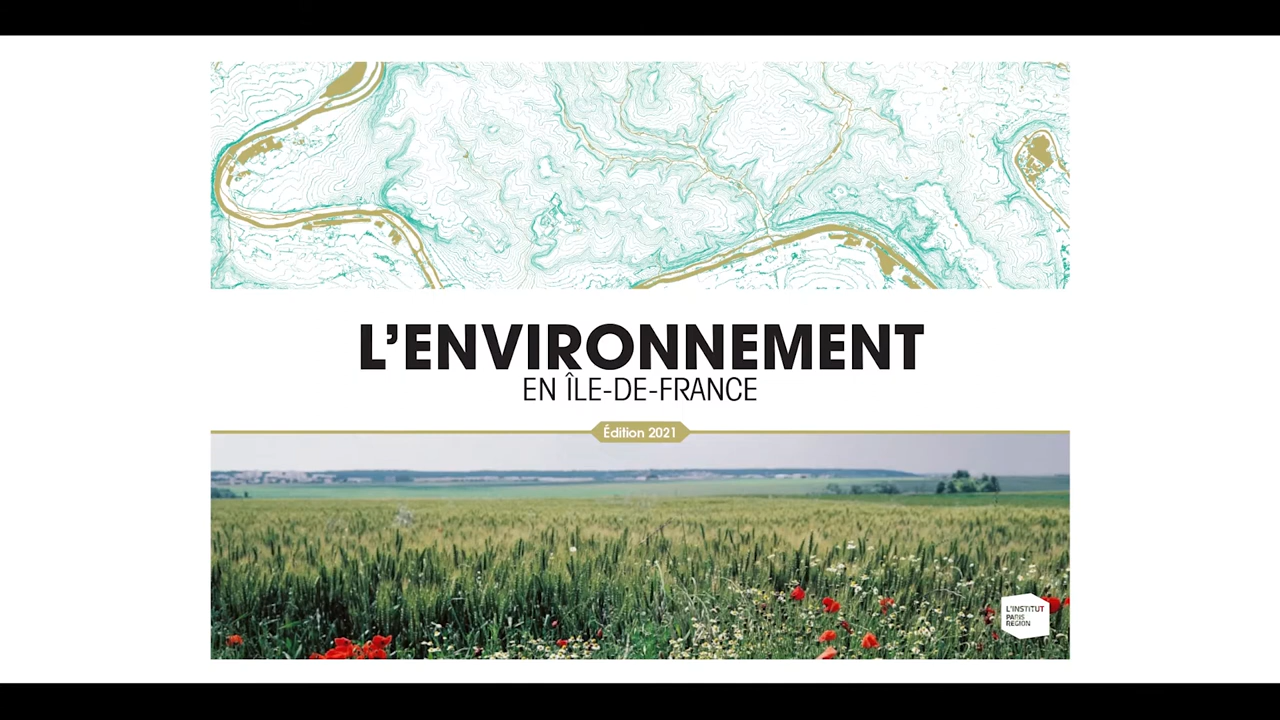 L'ENVIRONNEMENT
EN ÎLE-DE-FRANCE
Édition 2021
L'INSTITUT
PARIS
REGION